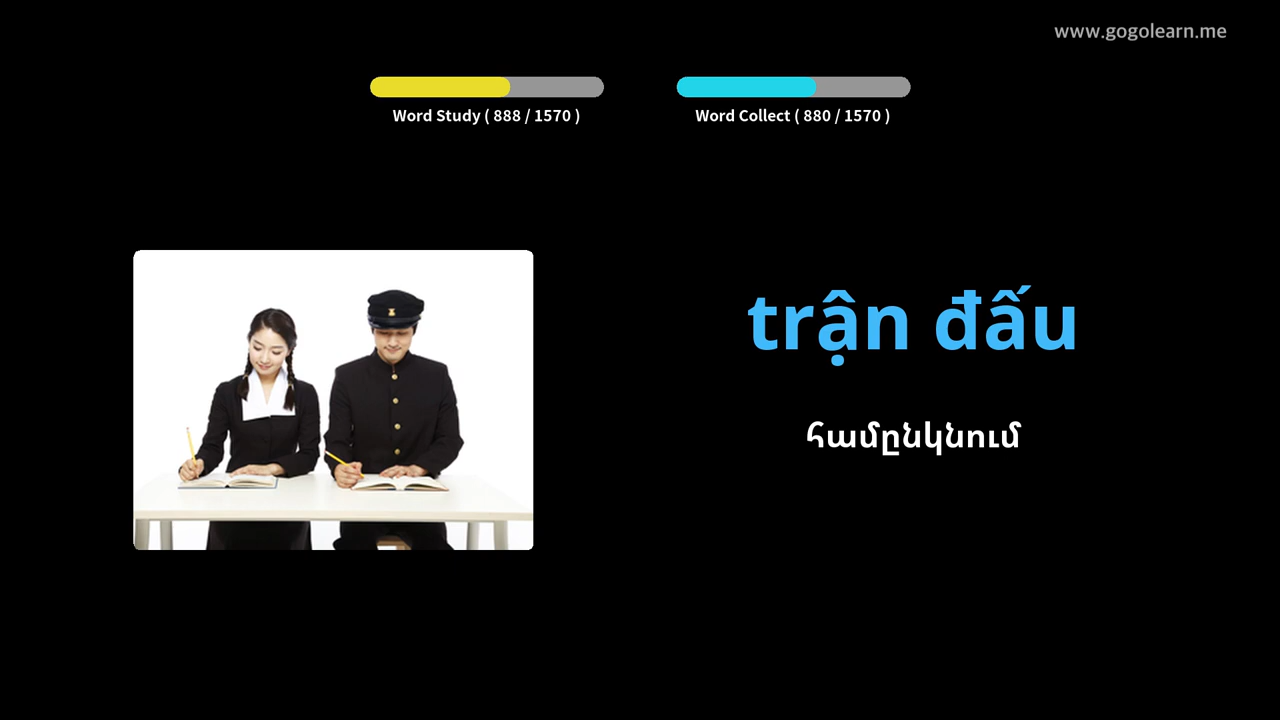 www.gogolearn.me
Word Study ( 888 / 1570 )
Word Collect ( 880 / 1570 )
trận đấu
համընկնում